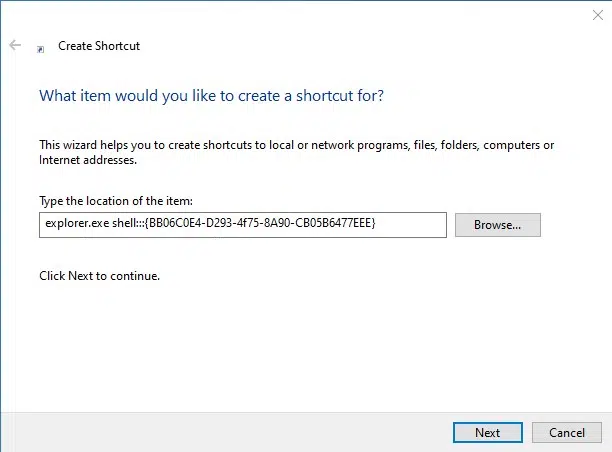 Create Shortcut
What item would you like to create a shortcut for?
This wizard helps you to create shortcuts to local or network programs, files, folders, computers or
Internet addresses.
Type the location of the item:
explorer.exe shell:::{BB06C0E4-D293-4f75-8A90-CB05B6477EEE}
Browse...
Click Next to continue.
Next
Cancel